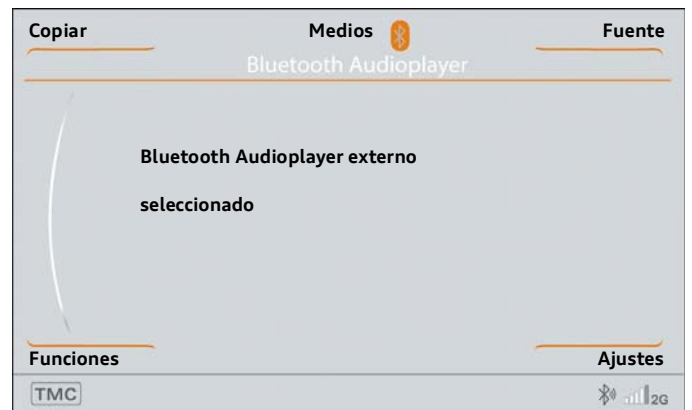 Copiar Medios Fuente
Bluetooth Audioplayer
Bluetooth Audioplayer externo
seleccionado
Funciones Ajustes
TMC 2G